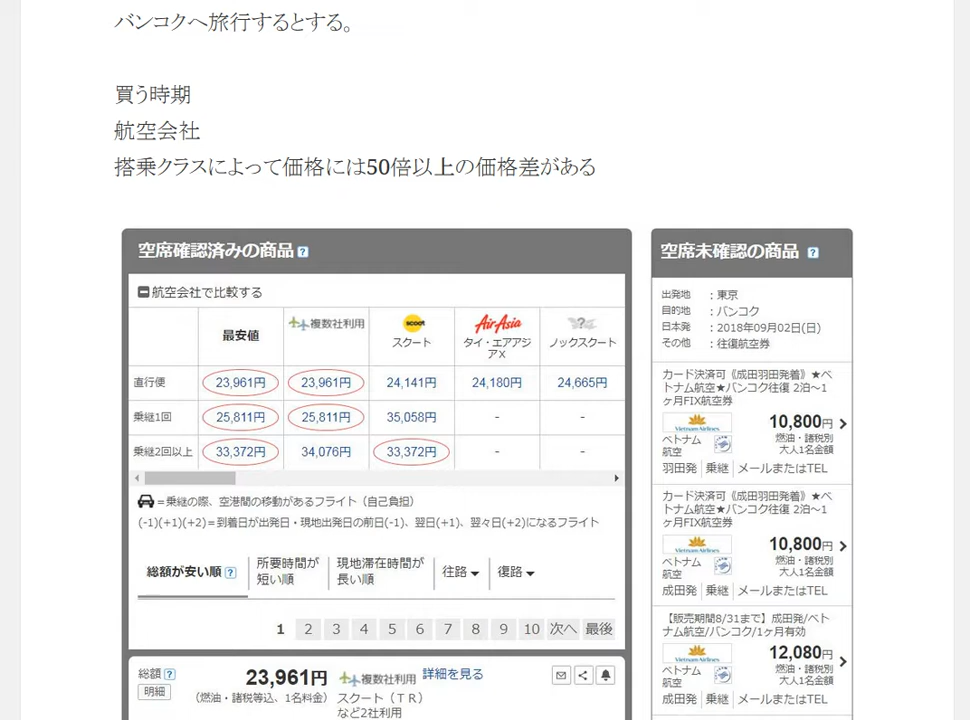 バンコクへ旅行するとする。
買う時期
航空会社
搭乗クラスによって価格には50倍以上の価格差がある
空席確認済みの商品 ?
航空会社で比較する
最安値 複数社利用 scoot スクート AirAsia タイ・エアアジアX ノックスクート
直行便 23,961円 23,961円 24,141円 24,180円 24,665円
乗継1回 25,811円 25,811円 35,058円 - -
乗継2回以上 33,372円 34,076円 33,372円 - -
=乗継の際、空港間の移動があるフライト（自己負担）
(-1)(+1)(+2)=到着日が出発日・現地出発日の前日(-1)、翌日(+1)、翌々日(+2)になるフライト
総額が安い順 ? 所要時間が短い順 現地滞在時間が長い順 往路 復路
1 2 3 4 5 6 7 8 9 10 次へ 最後
総額 ? 23,961円 複数社利用 詳細を見る
明細 （燃油・諸税等込、1名料金） スクート（TR）
など2社利用
空席未確認の商品 ?
出発地 ：東京
目的地 ：バンコク
日本発 ：2018年09月02日(日)
その他 ：往復航空券
カード決済可《成田羽田発着》★ベ
トナム航空★バンコク往復 2泊～1
ヶ月FIX航空券
Vietnam Airlines 10,800円
ベトナム 燃油・諸税別
航空 大人1名金額
羽田発 乗継 メールまたはTEL
カード決済可《成田羽田発着》★ベ
トナム航空★バンコク往復 2泊～1
ヶ月FIX航空券
Vietnam Airlines 10,800円
ベトナム 燃油・諸税別
航空 大人1名金額
成田発 乗継 メールまたはTEL
【販売期間8/31まで】成田発/ベト
ナム航空/バンコク/1ヶ月有効
Vietnam Airlines 12,080円
ベトナム 燃油・諸税別
航空 大人1名金額
成田発 乗継 メールまたはTEL